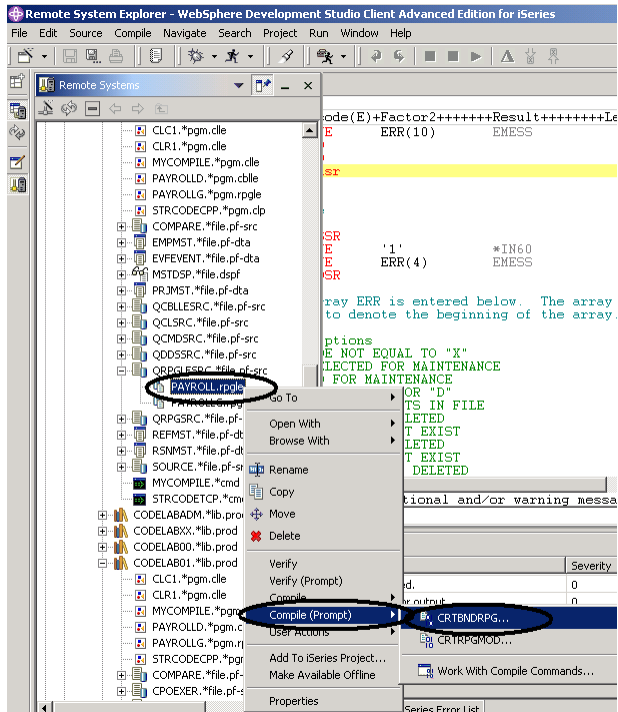 Remote System Explorer - WebSphere Development Studio Client Advanced Edition for iSeries
File Edit Source Compile Navigate Search Project Run Window Help
Remote Systems
CLC1.*pgm.clle
CLR1.*pgm.clle
MYCOMPILE.*pgm.clle
PAYROLLD.*pgm.cblle
PAYROLLG.*pgm.rpgle
STRCODECPP.*pgm.clp
COMPARE.*file.pf-src
EMPMST.*file.pf-dta
EVFEVENT.*file.pf-dta
MSTDSP.*file.dspf
PRJMST.*file.pf-dta
QCBLLESRC.*file.pf-src
QCLSRC.*file.pf-src
QCMDSRC.*file.pf-src
QDDSSRC.*file.pf-src
QRPGLESRC.*file.pf-src
PAYROLL.rpgle
QRPGSRC.*file.pf-
REFMST.*file.pf-dt
RSNMST.*file.pf-dt
SOURCE.*file.pf-sr
MYCOMPILE.*cmd
STRCODETCP.*cm
CODELABADM.*lib.prod
CODELABXX.*lib.prod
CODELAB00.*lib.prod
CODELAB01.*lib.prod
CLC1.*pgm.clle
CLR1.*pgm.clle
MYCOMPILE.*pgm
PAYROLLD.*pgm.c
PAYROLLG.*pgm.r
STRCODECPP.*pgr
COMPARE.*file.pf-s
CPOEXER.*file.pf-s
ode(E)+Factor2+++++++Result++++++++Le
E ERR(10) EMESS
sr
SR
E '1' *IN60
E ERR(4) EMESS
DSR
ray ERR is entered below. The array
to denote the beginning of the array.
ptions
E NOT EQUAL TO "X"
LECTED FOR MAINTENANCE
FOR MAINTENANCE
OR "D"
TS IN FILE
LETED
T EXIST
LETED
T EXIST
DELETED
tional and/or warning messa
Severity
ed. 0
or output 0
Go To
Open With
Browse With
Rename
Copy
Move
Delete
Verify
Verify (Prompt)
Compile
Compile (Prompt)
User Actions
Add To iSeries Project...
Make Available Offline
Properties
CRTBNDRPG...
CRTRPGMOD...
Work With Compile Commands...
Series Error List